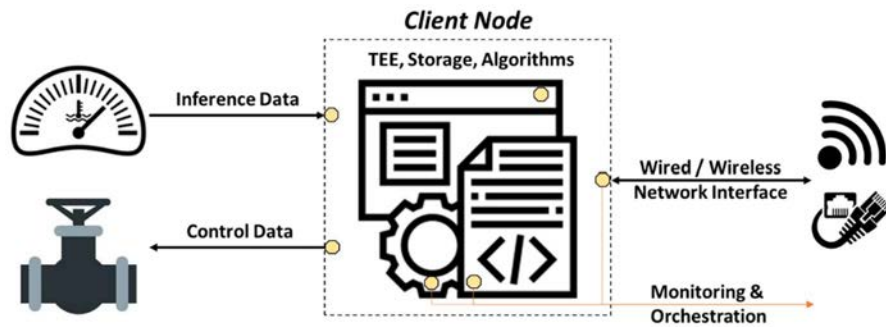 Client Node
TEE, Storage, Algorithms
Inference Data
Wired / Wireless
Network Interface
Control Data
</>
Monitoring &
Orchestration